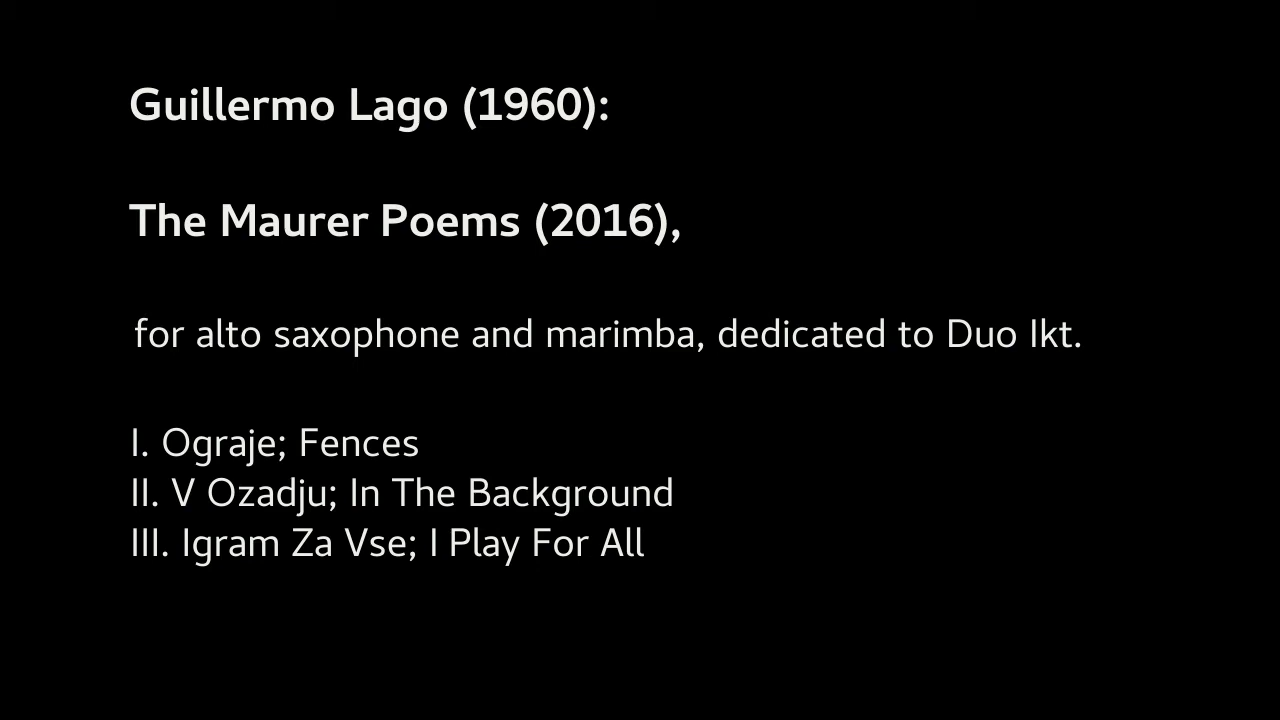 Guillermo Lago (1960):
The Maurer Poems (2016),
for alto saxophone and marimba, dedicated to Duo Ikt.
I. Ograje; Fences
II. V Ozadju; In The Background
III. Igram Za Vse; I Play For All